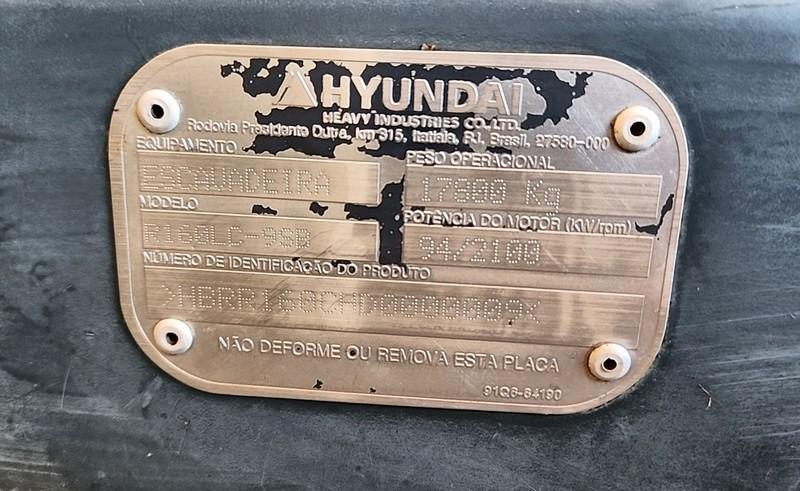 HYUNDAI
HEAVY INDUSTRIES CO., LTD.
Rodovia Presidente Dutra, km 315, Itatiaia, RJ, Brasil, 27580-000
EQUIPAMENTO
ESCAVADEIRA
PESO OPERACIONAL
17800 Kg
MODELO
R160LC-9SB
POTÊNCIA DO MOTOR (KW/rpm)
94/2100
NÚMERO DE IDENTIFICAÇÃO DO PRODUTO
>HBRR160CHD0000009<
NÃO DEFORME OU REMOVA ESTA PLACA
91Q6-64190